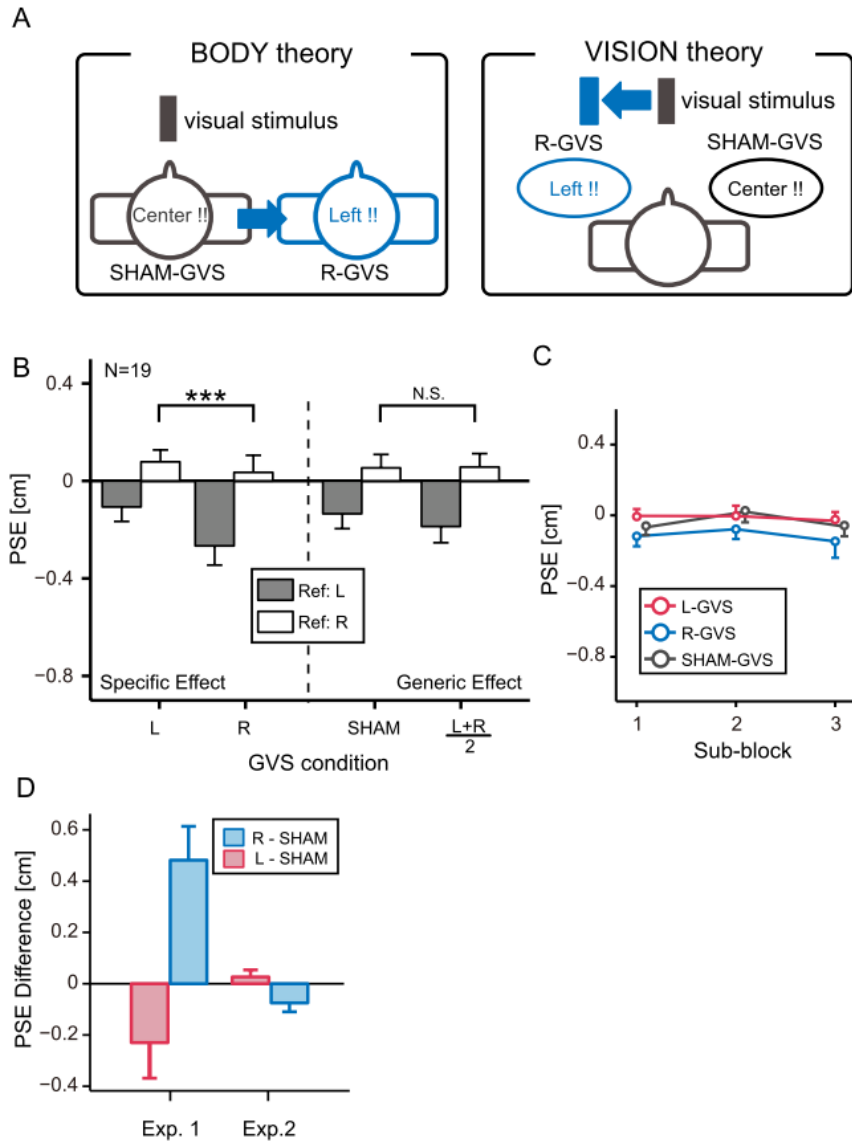 A
BODY theory
visual stimulus
Center !!
Left !!
SHAM-GVS
R-GVS
VISION theory
visual stimulus
R-GVS
SHAM-GVS
Left !!
Center !!
B
N=19
***
N.S.
0.4
0
−0.4
−0.8
PSE [cm]
Ref: L
Ref: R
Specific Effect
Generic Effect
L
R
SHAM
L+R
2
GVS condition
C
0.4
0
−0.4
−0.8
PSE [cm]
L-GVS
R-GVS
SHAM-GVS
1
2
3
Sub-block
D
0.6
0.4
0.2
0
−0.2
−0.4
PSE Difference [cm]
R - SHAM
L - SHAM
Exp. 1
Exp.2